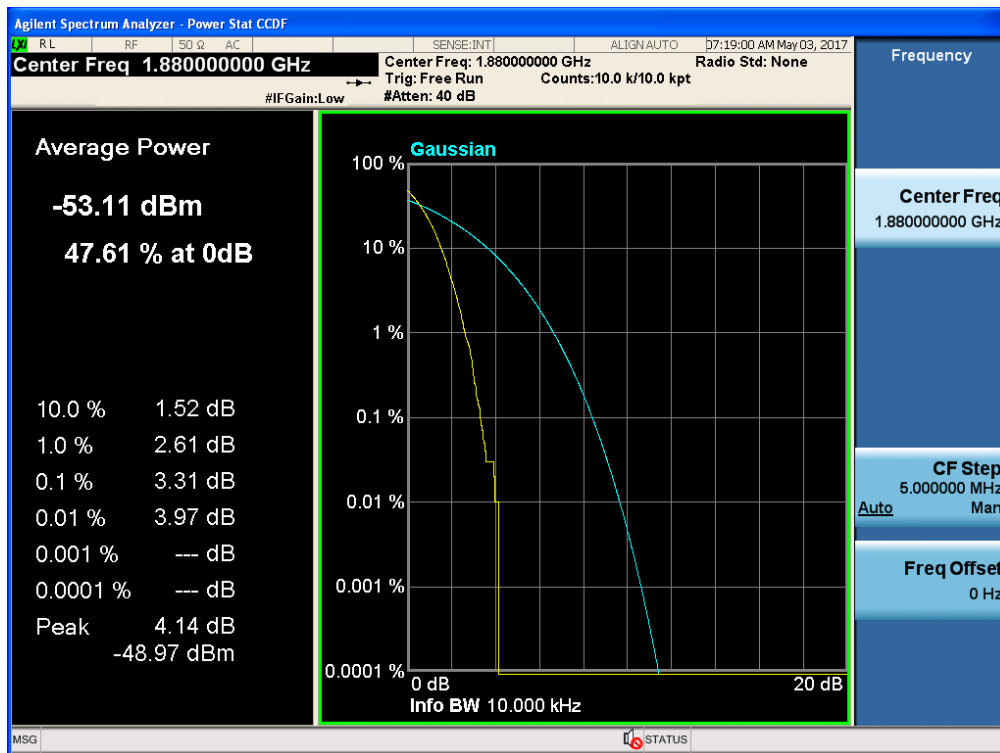 Agilent Spectrum Analyzer - Power Stat CCDF
LXI RL RF 50 Ω AC SENSE:INT ALIGN AUTO 07:19:00 AM May 03, 2017
Center Freq 1.880000000 GHz
#IFGain:Low
Center Freq: 1.880000000 GHz Radio Std: None
Trig: Free Run Counts:10.0 k/10.0 kpt
#Atten: 40 dB
Average Power
-53.11 dBm
47.61 % at 0dB
10.0 % 1.52 dB
1.0 % 2.61 dB
0.1 % 3.31 dB
0.01 % 3.97 dB
0.001 % --- dB
0.0001 % --- dB
Peak 4.14 dB
-48.97 dBm
Gaussian
100 %
10 %
1 %
0.1 %
0.01 %
0.001 %
0.0001 %
0 dB 20 dB
Info BW 10.000 kHz
Frequency
Center Freq
1.880000000 GHz
CF Step
5.000000 MHz
Auto Man
Freq Offset
0 Hz
MSG STATUS